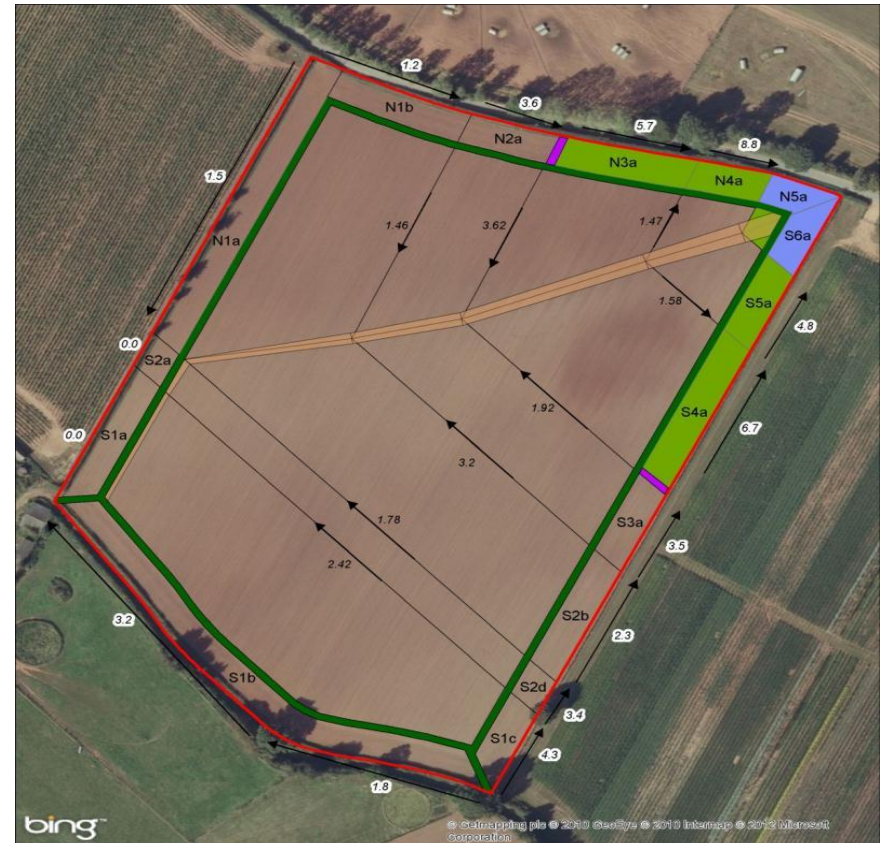 1.2
3.6
5.7
8.8
N1b
N2a
N3a
N4a
N5a
1.5
1.46
3.62
1.47
S6a
N1a
1.58
S5a
4.8
0.0
S2a
1.92
S4a
6.7
0.0
S1a
3.2
S3a
1.78
3.5
2.42
S2b
2.3
3.2
S1b
S2d
3.4
S1c
4.3
1.8
bing™
© Getmapping plc © 2010 GeoEye © 2010 Intermap © 2012 Microsoft
Corporation